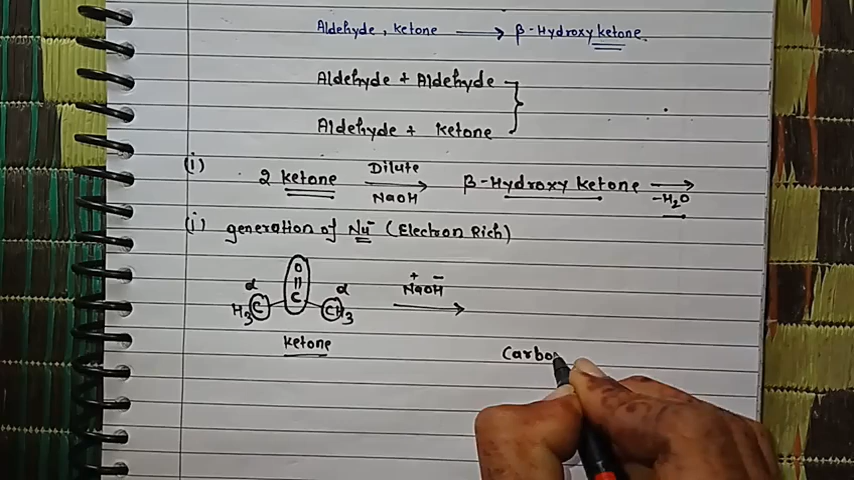 Aldehyde, ketone → β-Hydroxy ketone.
Aldehyde + Aldehyde
Aldehyde + ketone
(i) 2 ketone Dilute NaOH → β-Hydroxy ketone → -H2O
(i) generation of Nu⁻ (Electron Rich)
O
α || α + -
H3C C CH3 NaOH →
ketone
Carbo